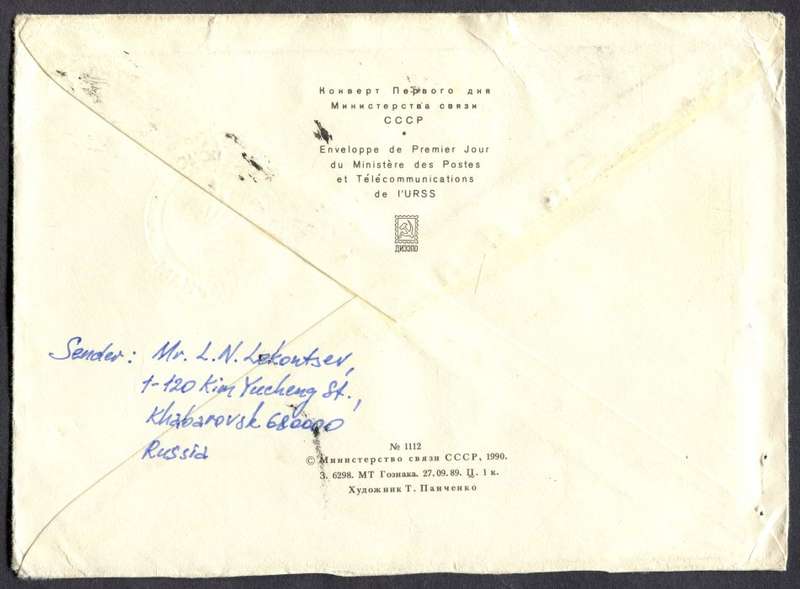 Конверт Первого дня
Министерства связи
СССР
*
Enveloppe de Premier Jour
du Ministère des Postes
et Télécommunications
de l'URSS
ДИЭЗПО
Sender: Mr. L.N. Lekontsev,
1-120 Kim Yucheng St.,
Khabarovsk 680000
Russia
№ 1112
© Министерство связи СССР, 1990.
З. 6298. МТ Гознака. 27.09.89. Ц. 1 к.
Художник Т. Панченко